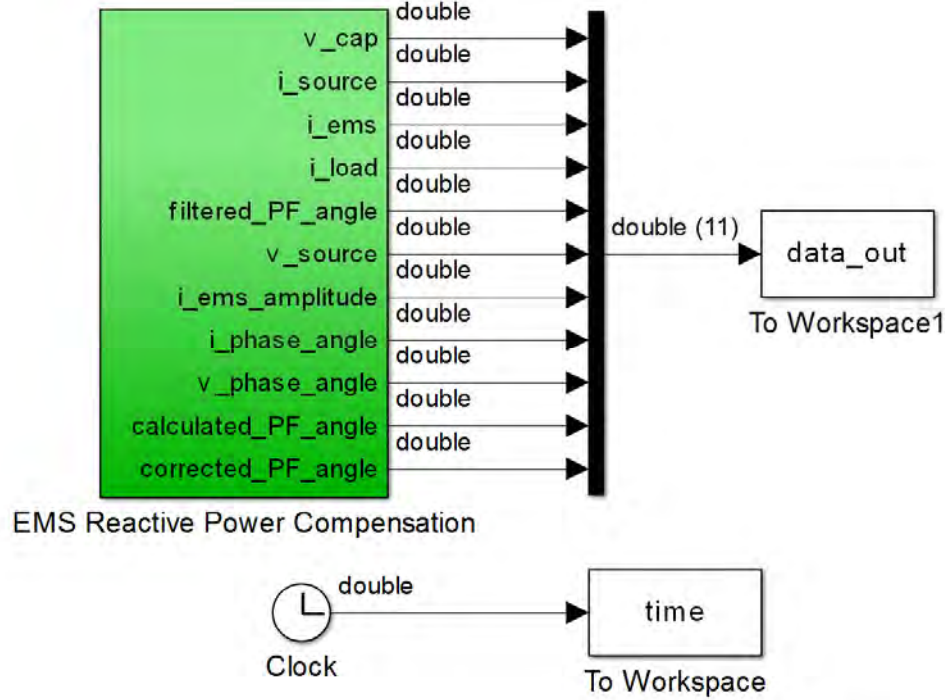 double
v_cap
double
i_source
double
i_ems
double
i_load
double
filtered_PF_angle
double
v_source
double (11)
data_out
double
i_ems_amplitude
double
i_phase_angle
To Workspace1
double
v_phase_angle
double
calculated_PF_angle
double
corrected_PF_angle
EMS Reactive Power Compensation
double
time
Clock
To Workspace